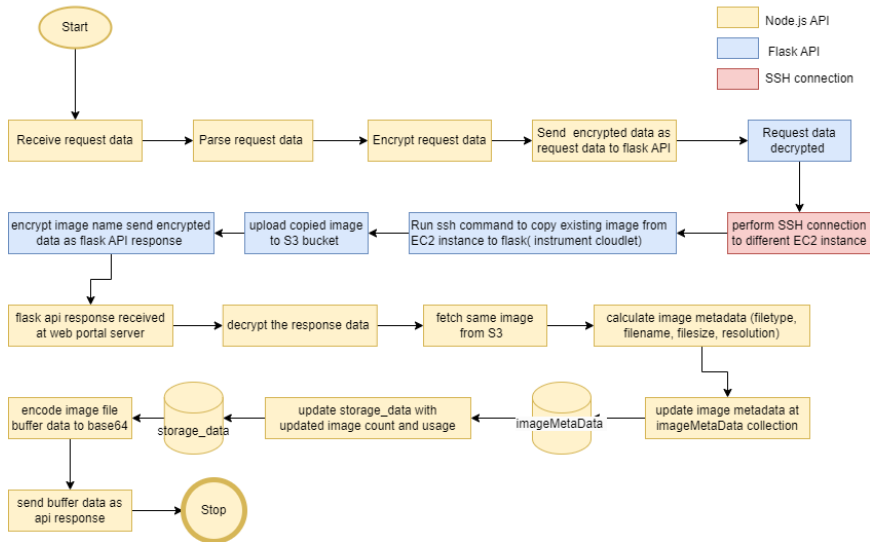 Start
Node.js API
Flask API
SSH connection
Receive request data
Parse request data
Encrypt request data
Send encrypted data as
request data to flask API
Request data
decrypted
encrypt image name send encrypted
data as flask API response
upload copied image
to S3 bucket
Run ssh command to copy existing image from
EC2 instance to flask( instrument cloudlet)
perform SSH connection
to different EC2 instance
flask api response received
at web portal server
decrypt the response data
fetch same image
from S3
calculate image metadata (filetype,
filename, filesize, resolution)
encode image file
buffer data to base64
storage_data
update storage_data with
updated image count and usage
imageMetaData
update image metadata at
imageMetaData collection
send buffer data as
api response
Stop